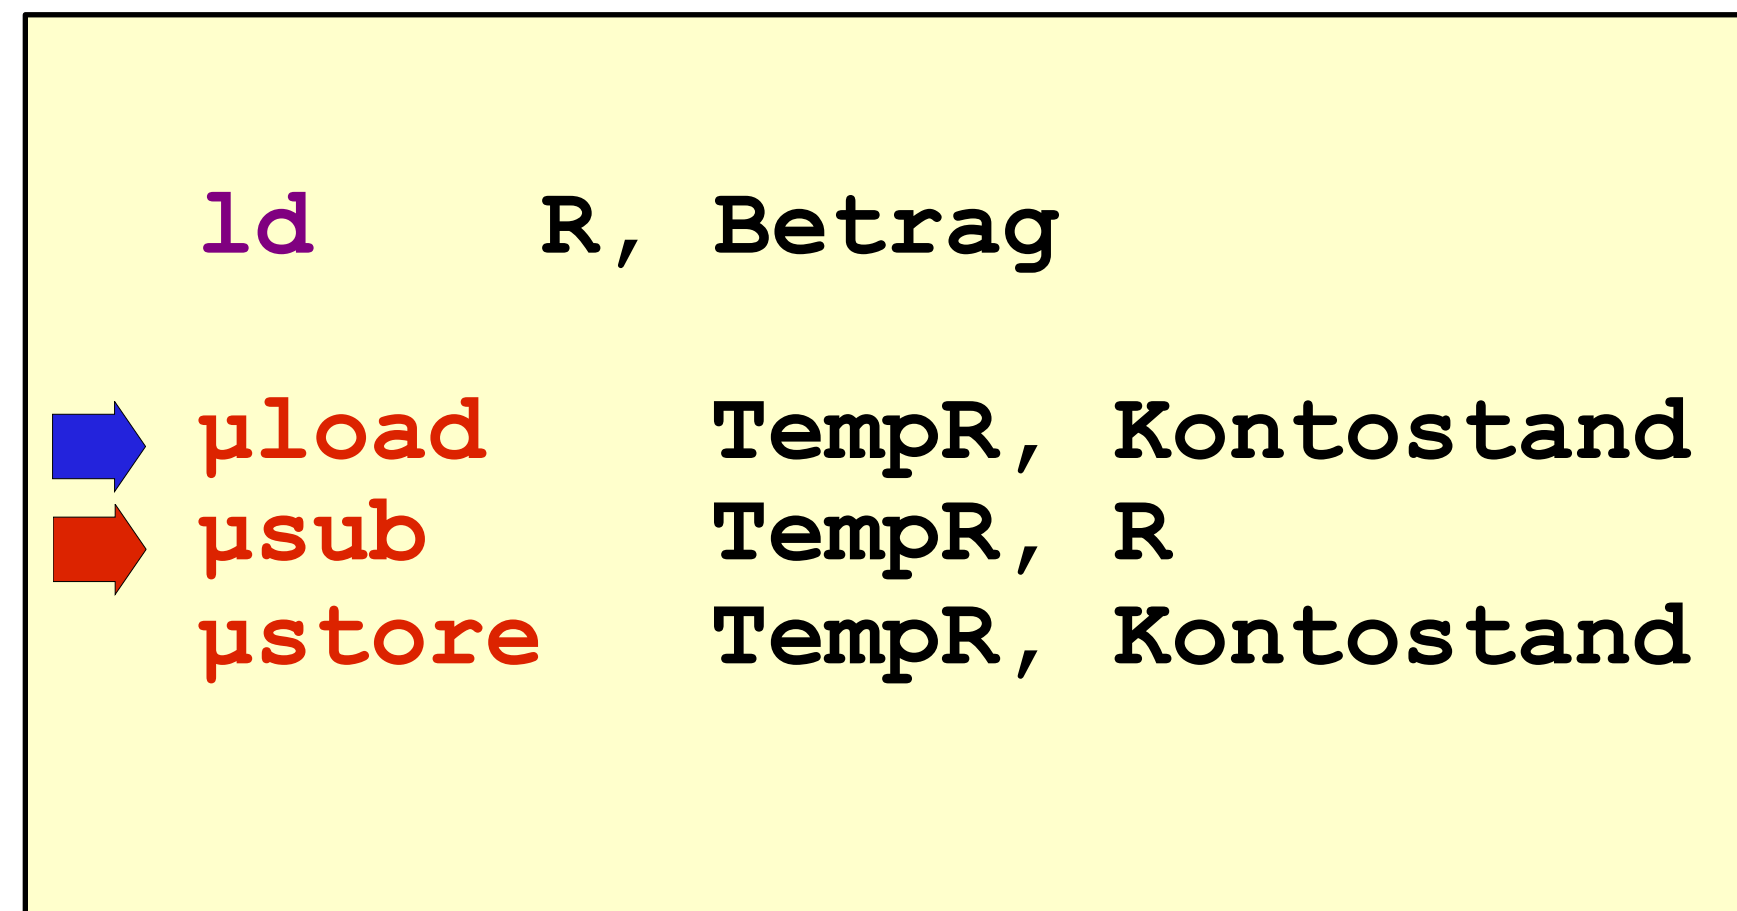 ld R, Betrag
µload TempR, Kontostand
µsub TempR, R
µstore TempR, Kontostand